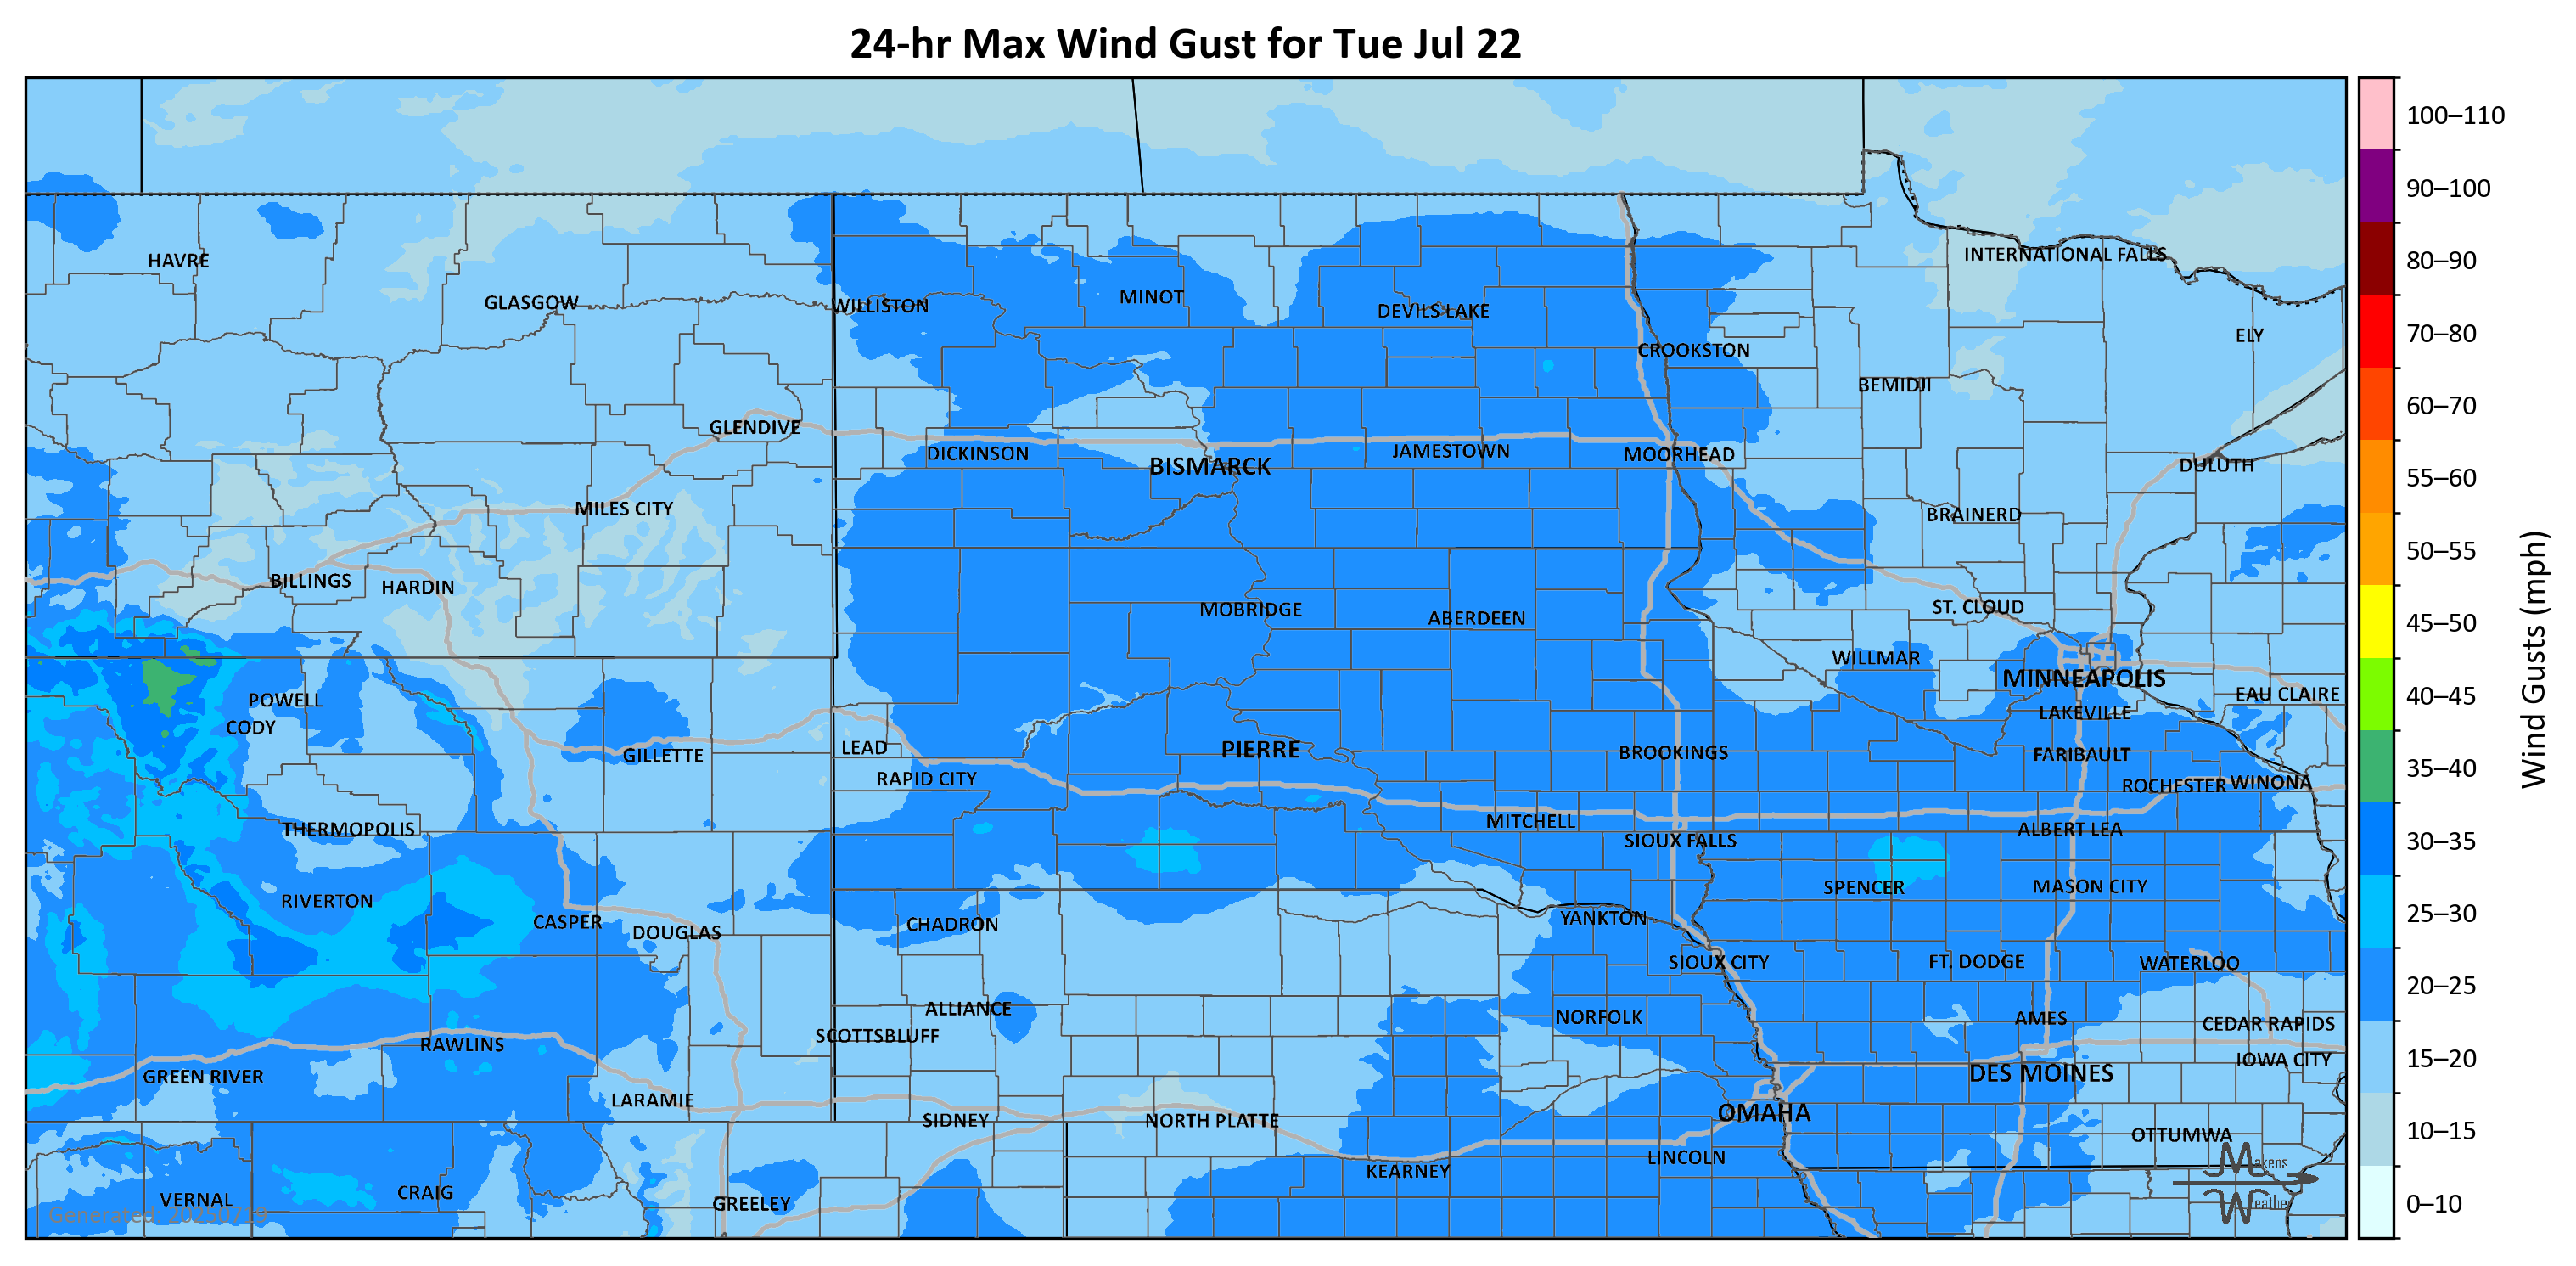 24-hr Max Wind Gust for Tue Jul 22
100–110
90–100
80–90
70–80
60–70
55–60
50–55
45–50
40–45
35–40
30–35
25–30
20–25
15–20
10–15
0–10
Wind Gusts (mph)
HAVRE
GLASGOW
WILLISTON
MINOT
DEVILS LAKE
INTERNATIONAL FALLS
ELY
CROOKSTON
BEMIDJI
GLENDIVE
DICKINSON
BISMARCK
JAMESTOWN
MOORHEAD
DULUTH
MILES CITY
BRAINERD
BILLINGS
HARDIN
MOBRIDGE
ABERDEEN
ST. CLOUD
WILLMAR
MINNEAPOLIS
EAU CLAIRE
POWELL
CODY
LAKEVILLE
GILLETTE
LEAD
PIERRE
BROOKINGS
FARIBAULT
RAPID CITY
ROCHESTER
WINONA
THERMOPOLIS
MITCHELL
SIOUX FALLS
ALBERT LEA
RIVERTON
CASPER
DOUGLAS
CHADRON
YANKTON
SPENCER
MASON CITY
SIOUX CITY
FT. DODGE
WATERLOO
ALLIANCE
SCOTTSBLUFF
NORFOLK
AMES
CEDAR RAPIDS
IOWA CITY
RAWLINS
GREEN RIVER
LARAMIE
SIDNEY
NORTH PLATTE
OMAHA
DES MOINES
OTTUMWA
KEARNEY
LINCOLN
VERNAL
CRAIG
GREELEY
Generated: 20250719
Makens
Weather